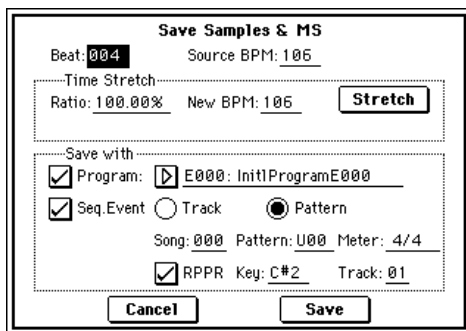 Save Samples & MS
Beat: 004 Source BPM: 106
Time Stretch
Ratio: 100.00% New BPM: 106 Stretch
Save with
Program: E000: Init1ProgramE000
Seq.Event Track Pattern
Song: 000 Pattern: U00 Meter: 4/4
RPPR Key: C#2 Track: 01
Cancel Save